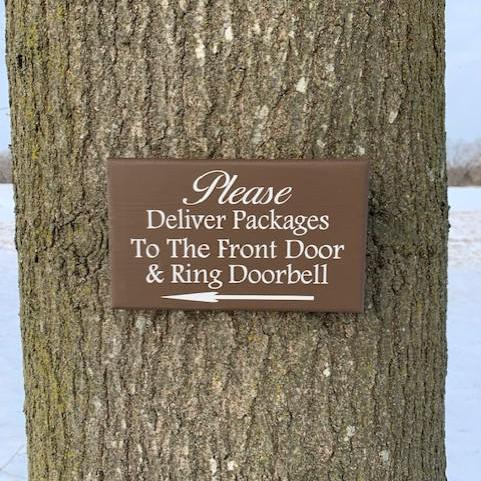 Please
Deliver Packages
To The Front Door
& Ring Doorbell